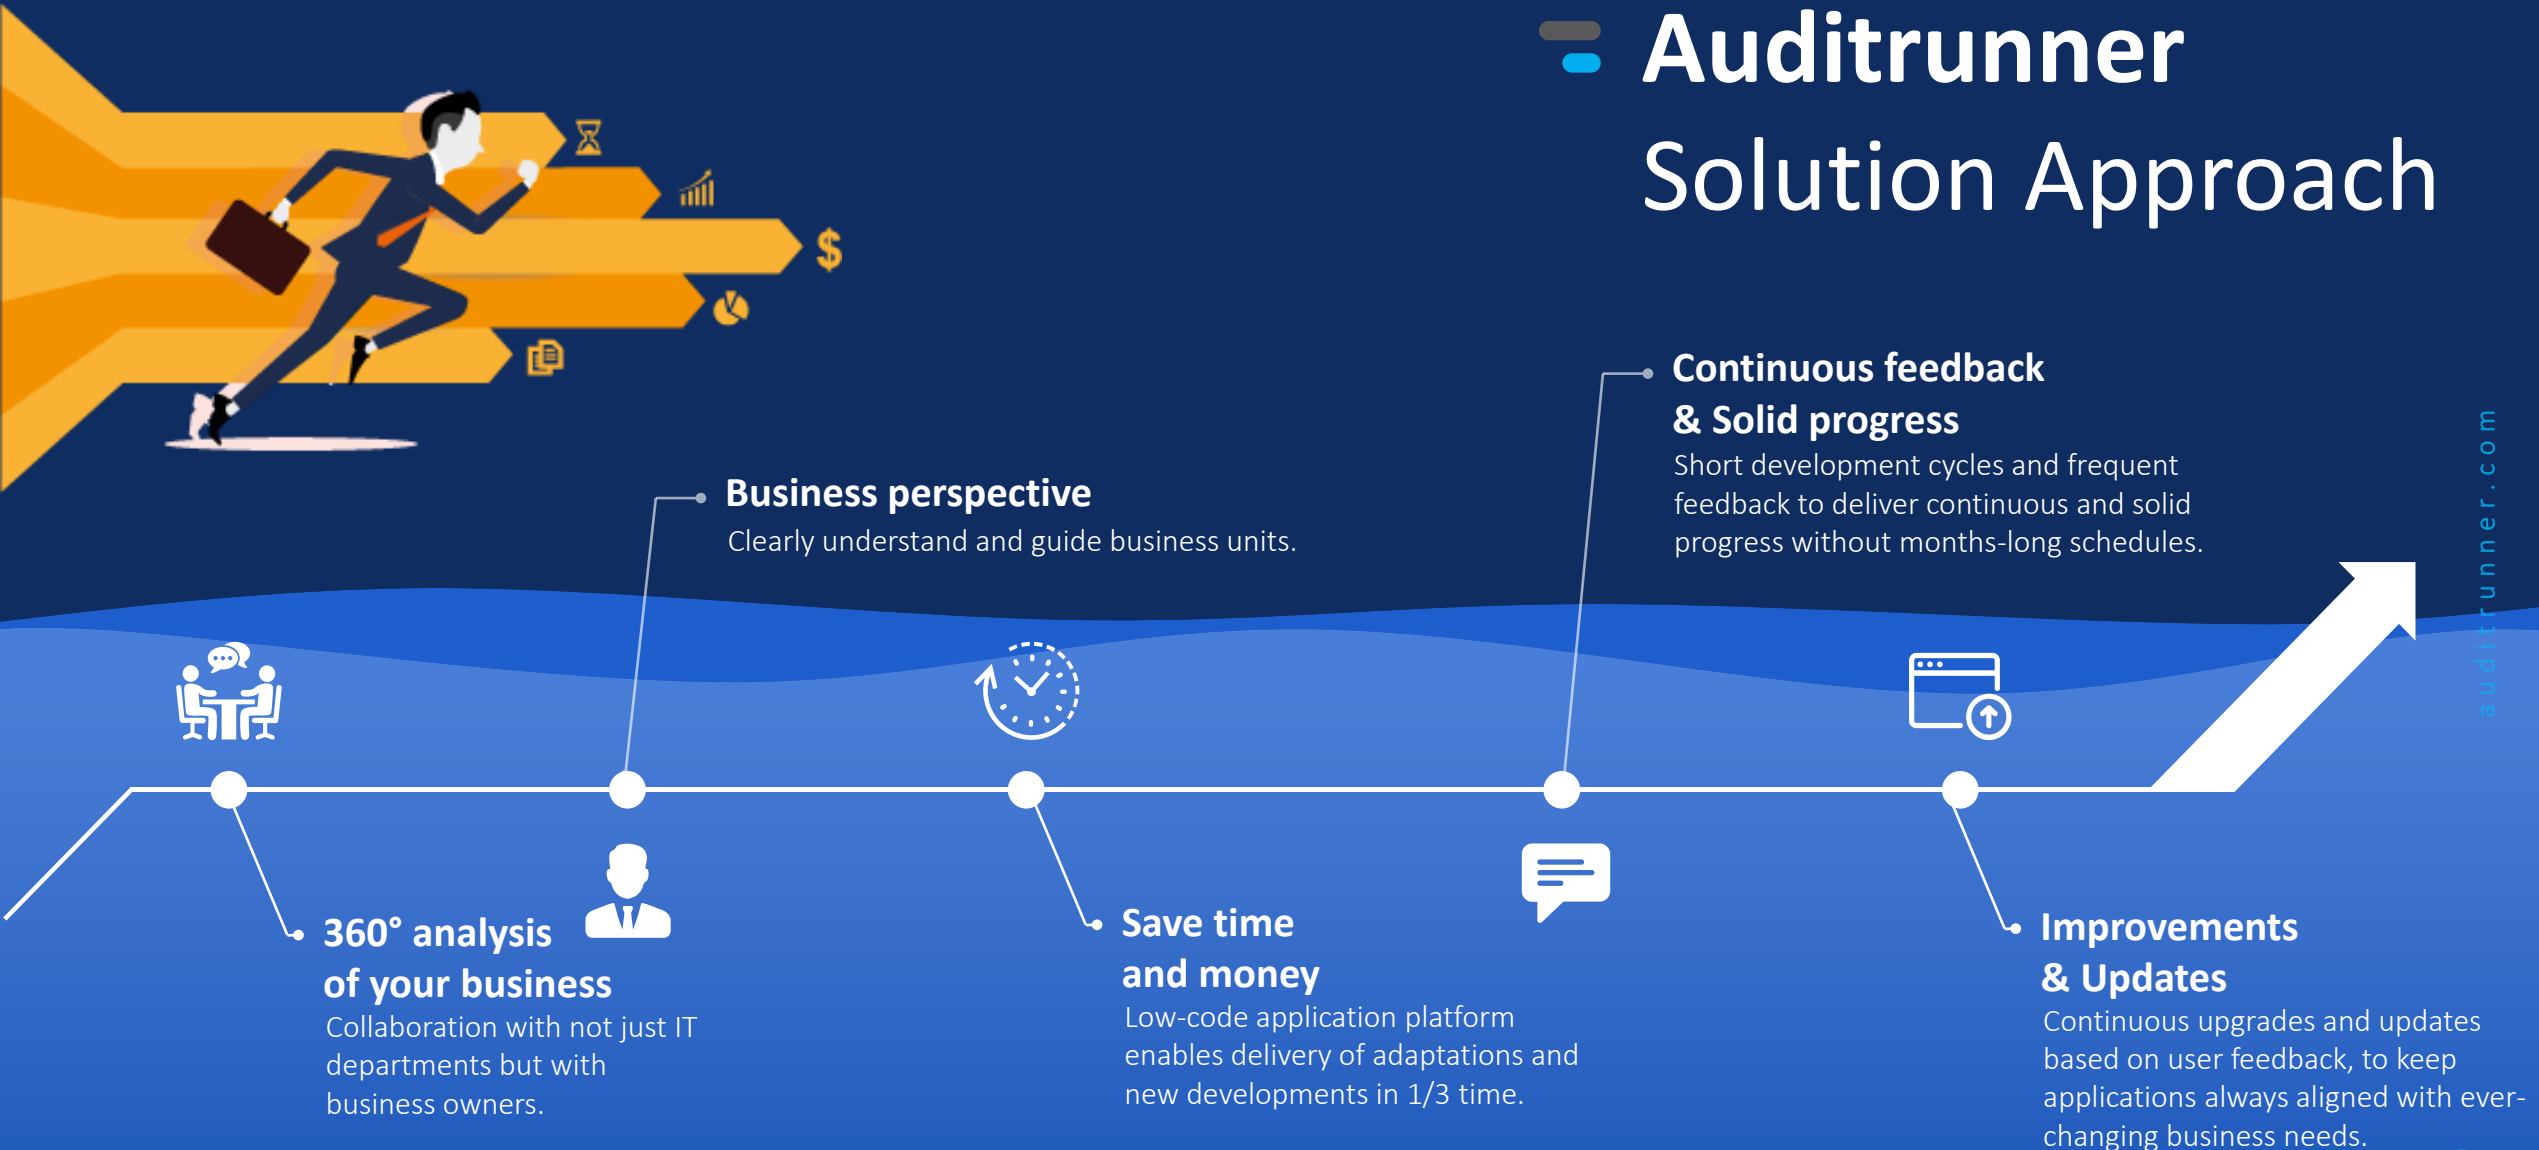 Auditrunner
Solution Approach
$
Continuous feedback
& Solid progress
Short development cycles and frequent
feedback to deliver continuous and solid
progress without months-long schedules.
Business perspective
Clearly understand and guide business units.
auditrunner.com
360° analysis
of your business
Collaboration with not just IT
departments but with
business owners.
Save time
and money
Low-code application platform
enables delivery of adaptations and
new developments in 1/3 time.
Improvements
& Updates
Continuous upgrades and updates
based on user feedback, to keep
applications always aligned with ever-
changing business needs.